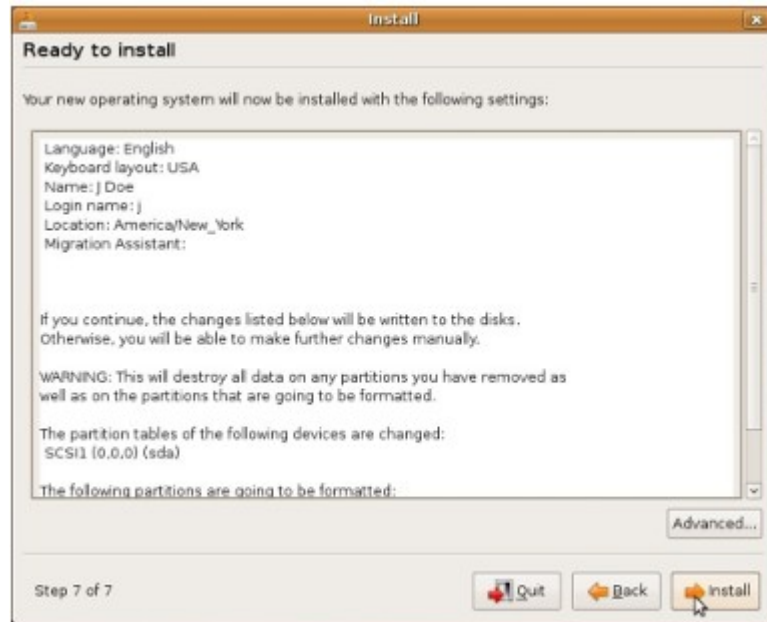 Install
Ready to install
Your new operating system will now be installed with the following settings:
Language: English
Keyboard layout: USA
Name: J Doe
Login name: j
Location: America/New_York
Migration Assistant:
If you continue, the changes listed below will be written to the disks.
Otherwise, you will be able to make further changes manually.
WARNING: This will destroy all data on any partitions you have removed as
well as on the partitions that are going to be formatted.
The partition tables of the following devices are changed:
SCSI1 (0,0,0) (sda)
The following partitions are going to be formatted:
Advanced...
Step 7 of 7
Quit
Back
Install